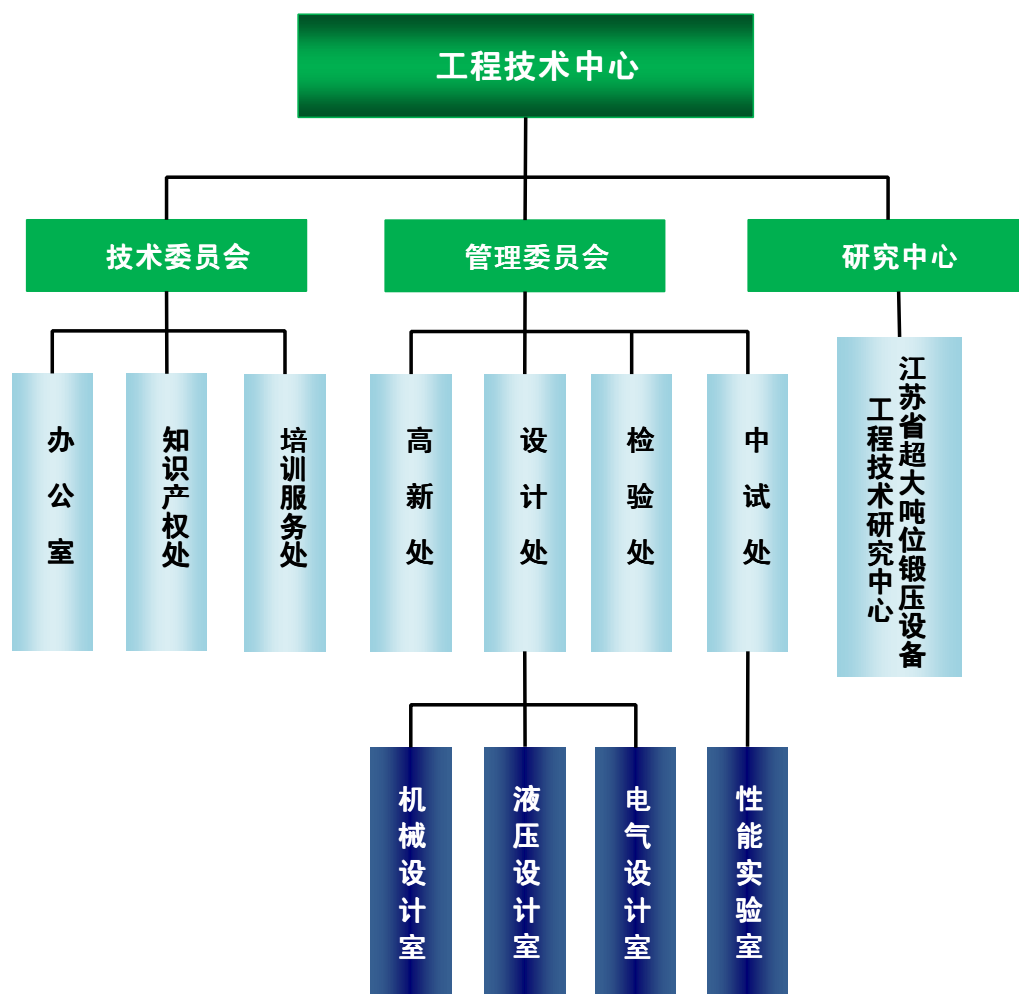 工程技术中心
技术委员会
管理委员会
研究中心
办公室
知识产权处
培训服务处
高新处
设计处
检验处
中试处
江苏省超大吨位锻压设备
工程技术研究中心
机械设计室
液压设计室
电气设计室
性能实验室